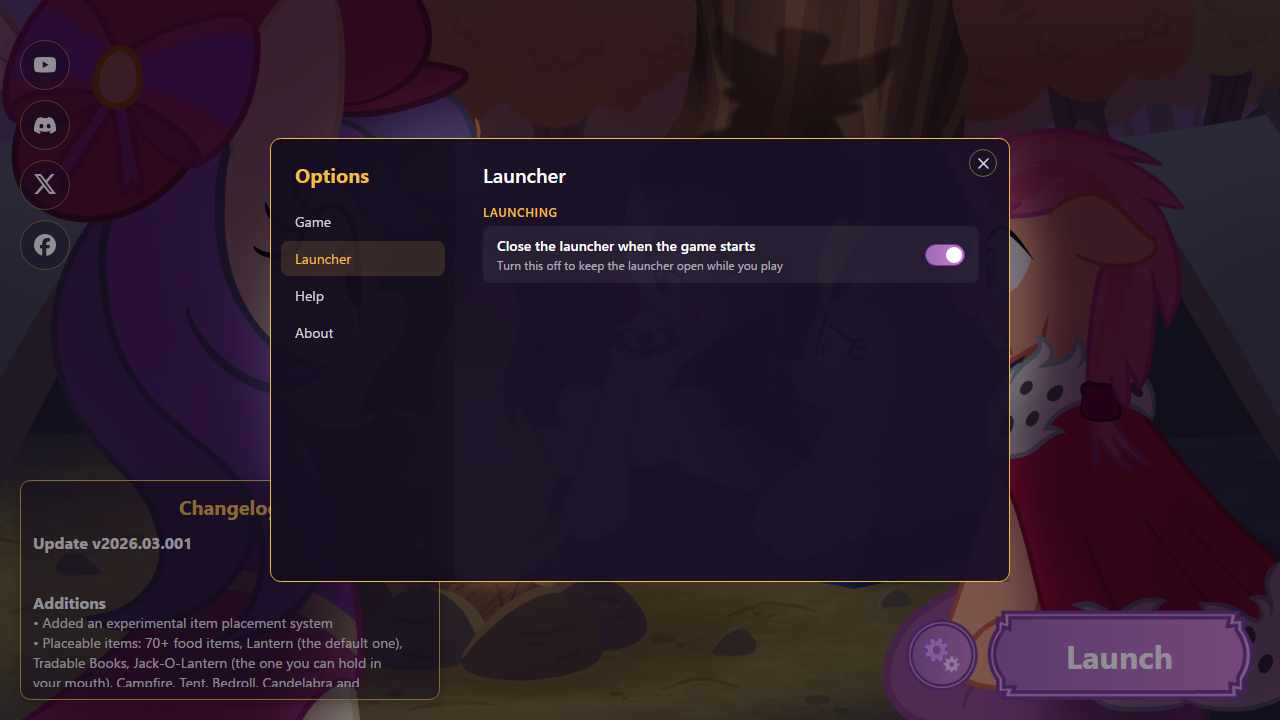 Options
Game
Launcher
Help
About
Launcher
LAUNCHING
Close the launcher when the game starts
Turn this off to keep the launcher open while you play
Changelog
Update v2026.03.001
Additions
• Added an experimental item placement system
• Placeable items: 70+ food items, Lantern (the default one),
Tradable Books, Jack-O-Lantern (the one you can hold in
your mouth), Campfire, Tent, Bedroll, Candelabra and
Launch